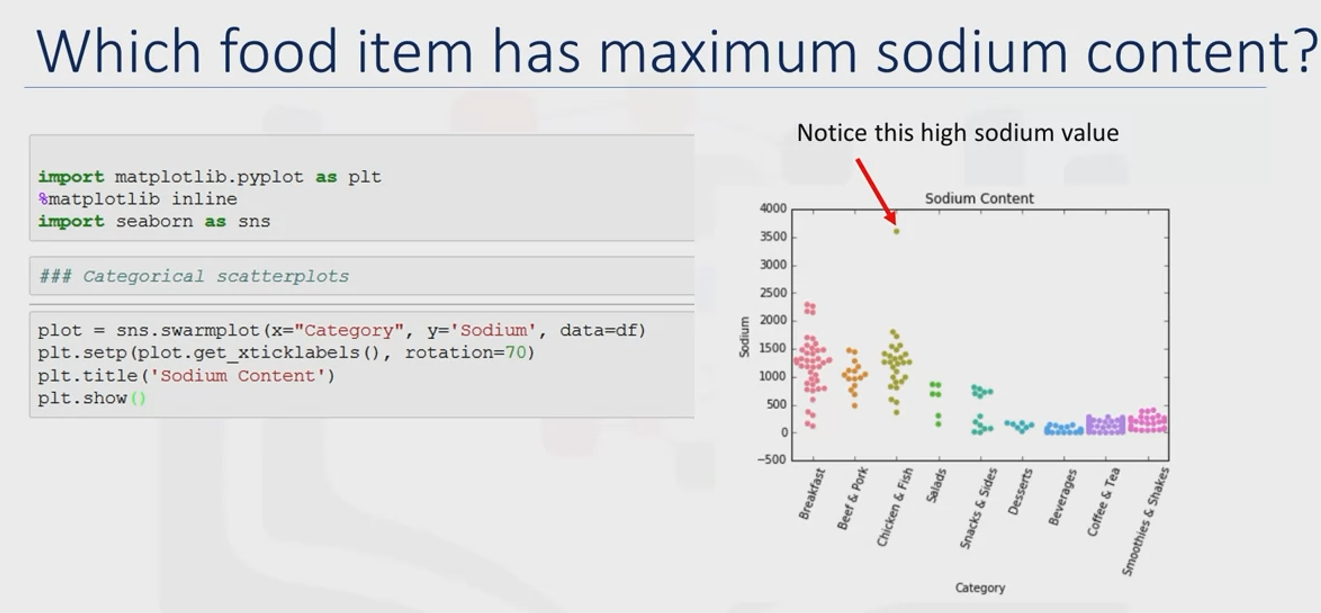 Which food item has maximum sodium content?
import matplotlib.pyplot as plt
%matplotlib inline
import seaborn as sns
### Categorical scatterplots
plot = sns.swarmplot(x="Category", y='Sodium', data=df)
plt.setp(plot.get_xticklabels(), rotation=70)
plt.title('Sodium Content')
plt.show()
Notice this high sodium value
Sodium Content
4000
3500
3000
2500
2000
1500
1000
500
0
−500
Sodium
Breakfast
Beef & Pork
Chicken & Fish
Salads
Snacks & Sides
Desserts
Beverages
Coffee & Tea
Smoothies & Shakes
Category